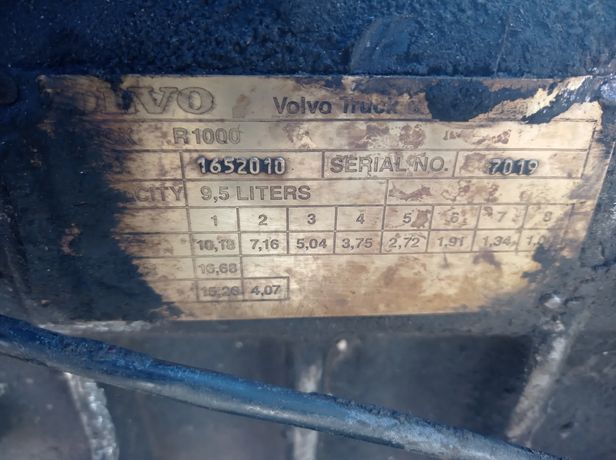 VOLVO Volvo Truck
R1000
1652010 SERIAL NO. 7019
9,5 LITERS
1 2 3 4 5 6 7 8
10,18 7,16 5,04 3,75 2,72 1,91 1,34
16,68
15,26 4,07